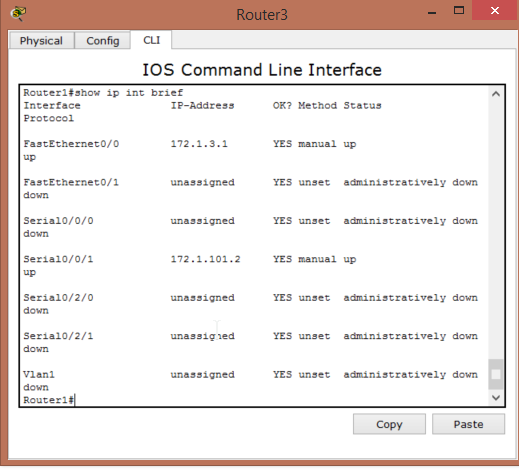 Router3
Physical Config CLI
IOS Command Line Interface
Router1#show ip int brief
Interface IP-Address OK? Method Status
Protocol
FastEthernet0/0 172.1.3.1 YES manual up
up
FastEthernet0/1 unassigned YES unset administratively down
down
Serial0/0/0 unassigned YES unset administratively down
down
Serial0/0/1 172.1.101.2 YES manual up
up
Serial0/2/0 unassigned YES unset administratively down
down
Serial0/2/1 unassigned YES unset administratively down
down
Vlan1 unassigned YES unset administratively down
down
Router1#
Copy Paste